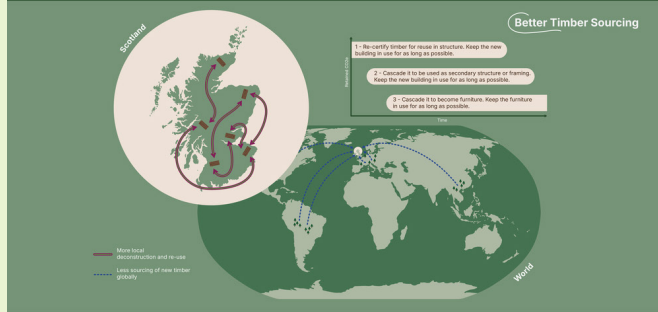 Better Timber Sourcing
Scotland
1 - Re-certify timber for reuse in structure. Keep the new
building in use for as long as possible.
2 - Cascade it to be used as secondary structure or framing.
Keep the new building in use for as long as possible.
3 - Cascade it to become furniture. Keep the furniture
in use for as long as possible.
Time
More local
deconstruction and re-use
Less sourcing of new timber
globally
World